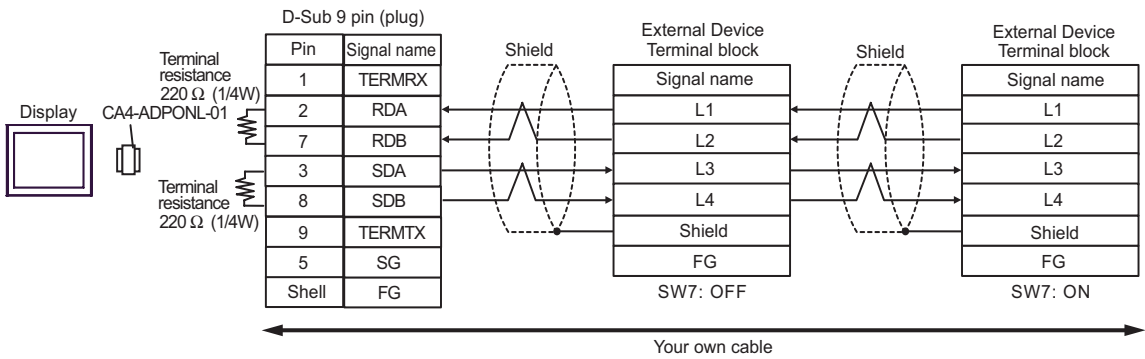 D-Sub 9 pin (plug)
Pin Signal name
1 TERMRX
2 RDA
7 RDB
3 SDA
8 SDB
9 TERMTX
5 SG
Shell FG
Display
CA4-ADPONL-01
Terminal
resistance
220 Ω (1/4W)
Terminal
resistance
220 Ω (1/4W)
Shield
External Device
Terminal block
Signal name
L1
L2
L3
L4
Shield
FG
SW7: OFF
Shield
External Device
Terminal block
Signal name
L1
L2
L3
L4
Shield
FG
SW7: ON
Your own cable